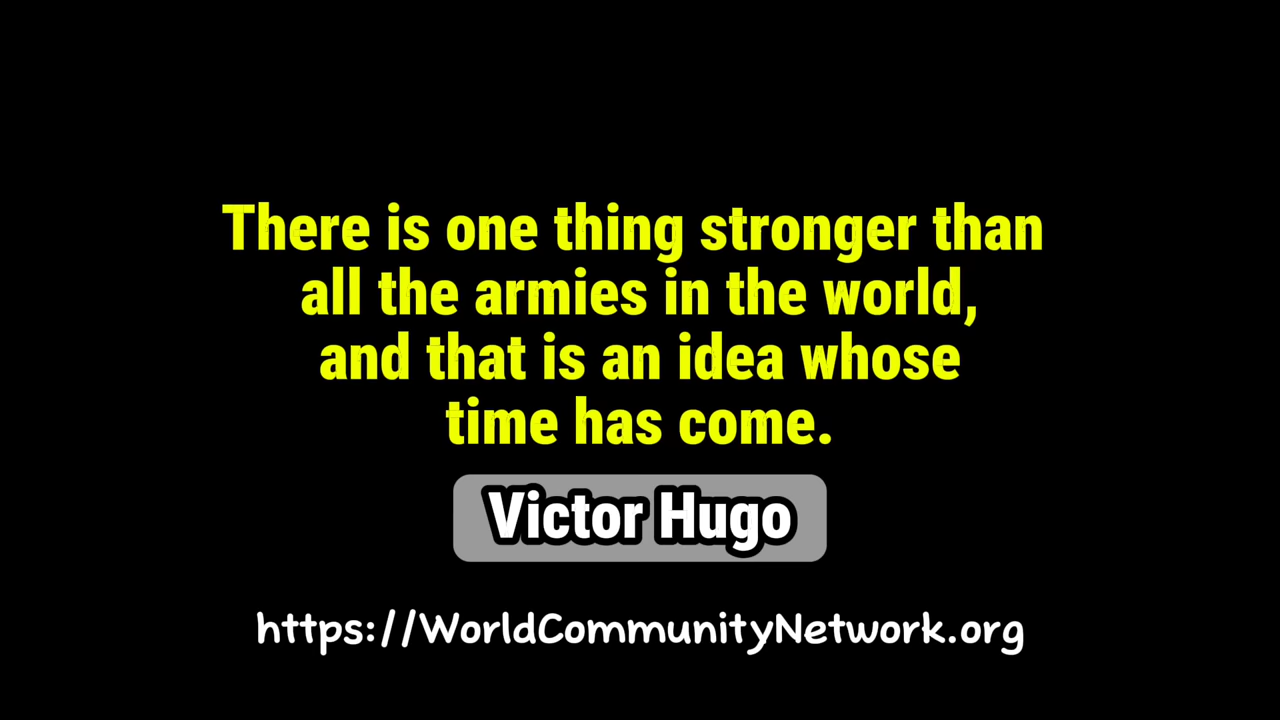 There is one thing stronger than
all the armies in the world,
and that is an idea whose
time has come.
Victor Hugo
https://WorldCommunityNetwork.org